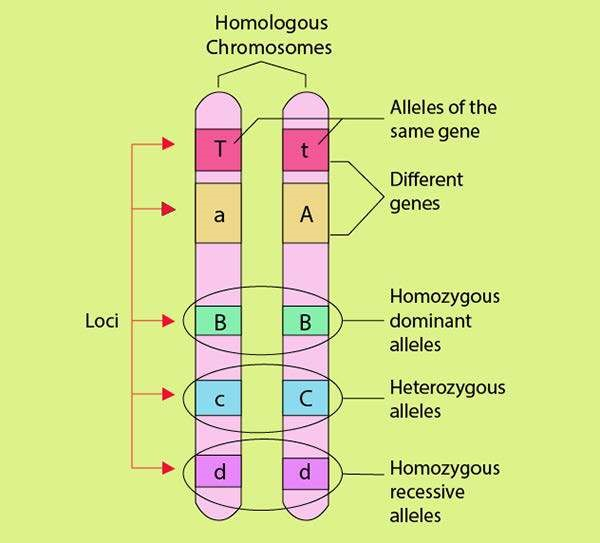 Homologous
Chromosomes
Alleles of the
same gene
T
t
Different
genes
a
A
Homozygous
dominant
alleles
Loci
B
B
Heterozygous
alleles
c
C
Homozygous
recessive
alleles
d
d